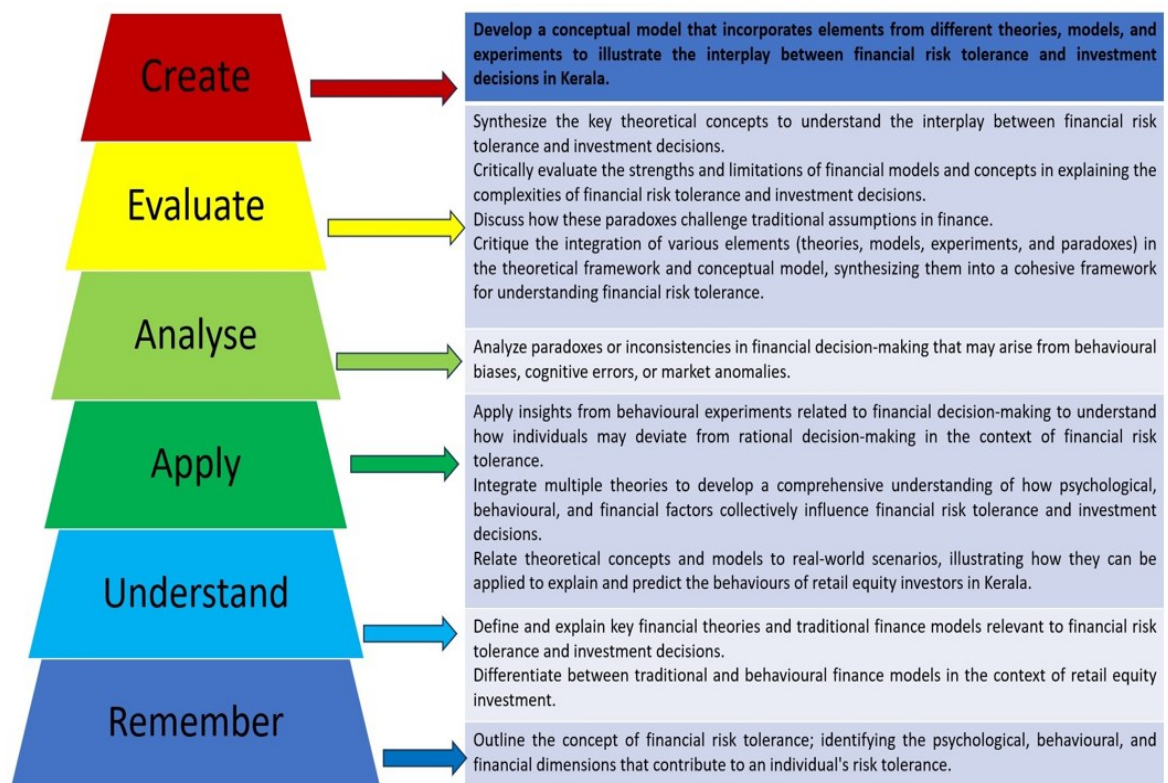 Create
Develop a conceptual model that incorporates elements from different theories, models, and
experiments to illustrate the interplay between financial risk tolerance and investment
decisions in Kerala.
Evaluate
Synthesize the key theoretical concepts to understand the interplay between financial risk
tolerance and investment decisions.
Critically evaluate the strengths and limitations of financial models and concepts in explaining the
complexities of financial risk tolerance and investment decisions.
Discuss how these paradoxes challenge traditional assumptions in finance.
Critique the integration of various elements (theories, models, experiments, and paradoxes) in
the theoretical framework and conceptual model, synthesizing them into a cohesive framework
for understanding financial risk tolerance.
Analyse
Analyze paradoxes or inconsistencies in financial decision-making that may arise from behavioural
biases, cognitive errors, or market anomalies.
Apply
Apply insights from behavioural experiments related to financial decision-making to understand
how individuals may deviate from rational decision-making in the context of financial risk
tolerance.
Integrate multiple theories to develop a comprehensive understanding of how psychological,
behavioural, and financial factors collectively influence financial risk tolerance and investment
decisions.
Relate theoretical concepts and models to real-world scenarios, illustrating how they can be
applied to explain and predict the behaviours of retail equity investors in Kerala.
Understand
Define and explain key financial theories and traditional finance models relevant to financial risk
tolerance and investment decisions.
Differentiate between traditional and behavioural finance models in the context of retail equity
investment.
Remember
Outline the concept of financial risk tolerance; identifying the psychological, behavioural, and
financial dimensions that contribute to an individual's risk tolerance.